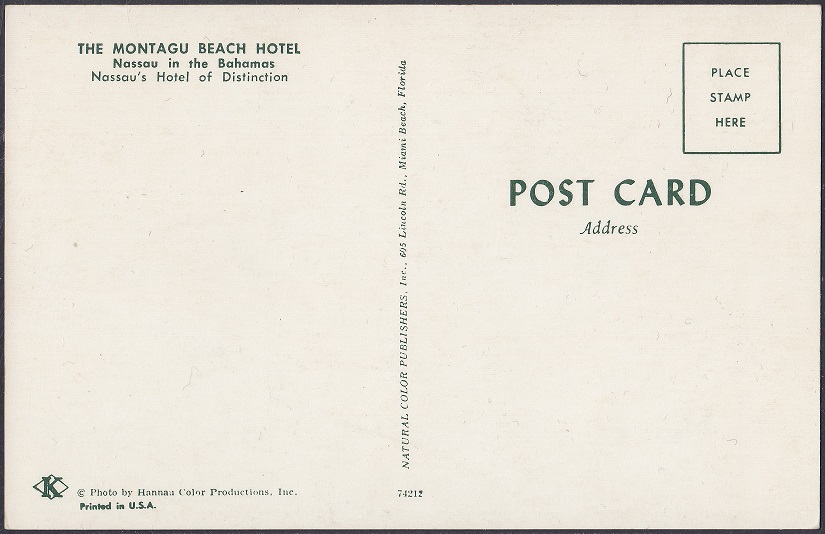 THE MONTAGU BEACH HOTEL
Nassau in the Bahamas
Nassau's Hotel of Distinction
NATURAL COLOR PUBLISHERS, Inc., 605 Lincoln Rd., Miami Beach, Florida
PLACE
STAMP
HERE
POST CARD
Address
K
© Photo by Hannau Color Productions, Inc.
Printed in U.S.A.